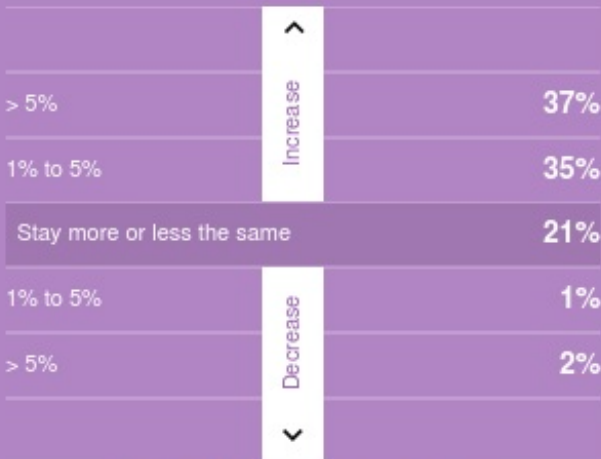 > 5%
37%
Increase
1% to 5%
35%
Stay more or less the same
21%
1% to 5%
1%
Decrease
> 5%
2%